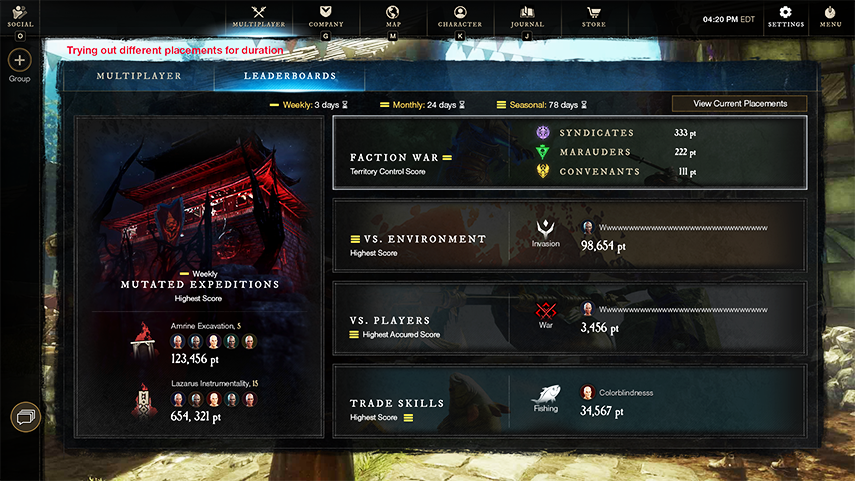 SOCIAL
MULTIPLAYER
COMPANY
MAP
CHARACTER
JOURNAL
STORE
04:20 PM EDT
SETTINGS
MENU
O
G
M
K
J
Trying out different placements for duration
Group
MULTIPLAYER
LEADERBOARDS
Weekly: 3 days
Monthly: 24 days
Seasonal: 78 days
View Current Placements
Weekly
MUTATED EXPEDITIONS
Highest Score
Amrine Excavation, 5
123,456 pt
Lazarus Instrumentality, 15
654, 321 pt
FACTION WAR
Territory Control Score
SYNDICATES 333 pt
MARAUDERS 222 pt
CONVENANTS 111 pt
VS. ENVIRONMENT
Highest Score
Invasion
98,654 pt
VS. PLAYERS
Highest Accured Score
War
3,456 pt
TRADE SKILLS
Highest Score
Fishing
Colorblindnesss
34,567 pt